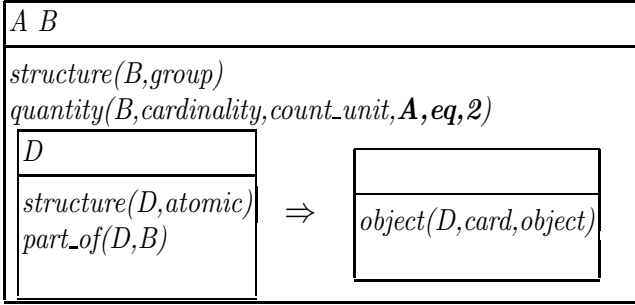 A B
structure(B,group)
quantity(B,cardinality,count_unit,A,eq,2)
D
structure(D,atomic)
part_of(D,B)
⇒
object(D,card,object)